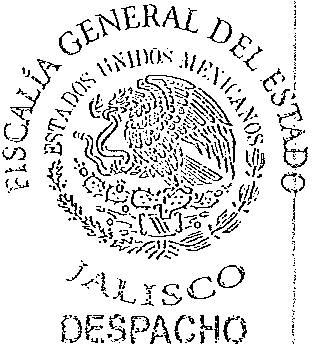 FISCALÍA GENERAL DEL ESTADO
ESTADOS UNIDOS MEXICANOS
JALISCO
DESPACHO